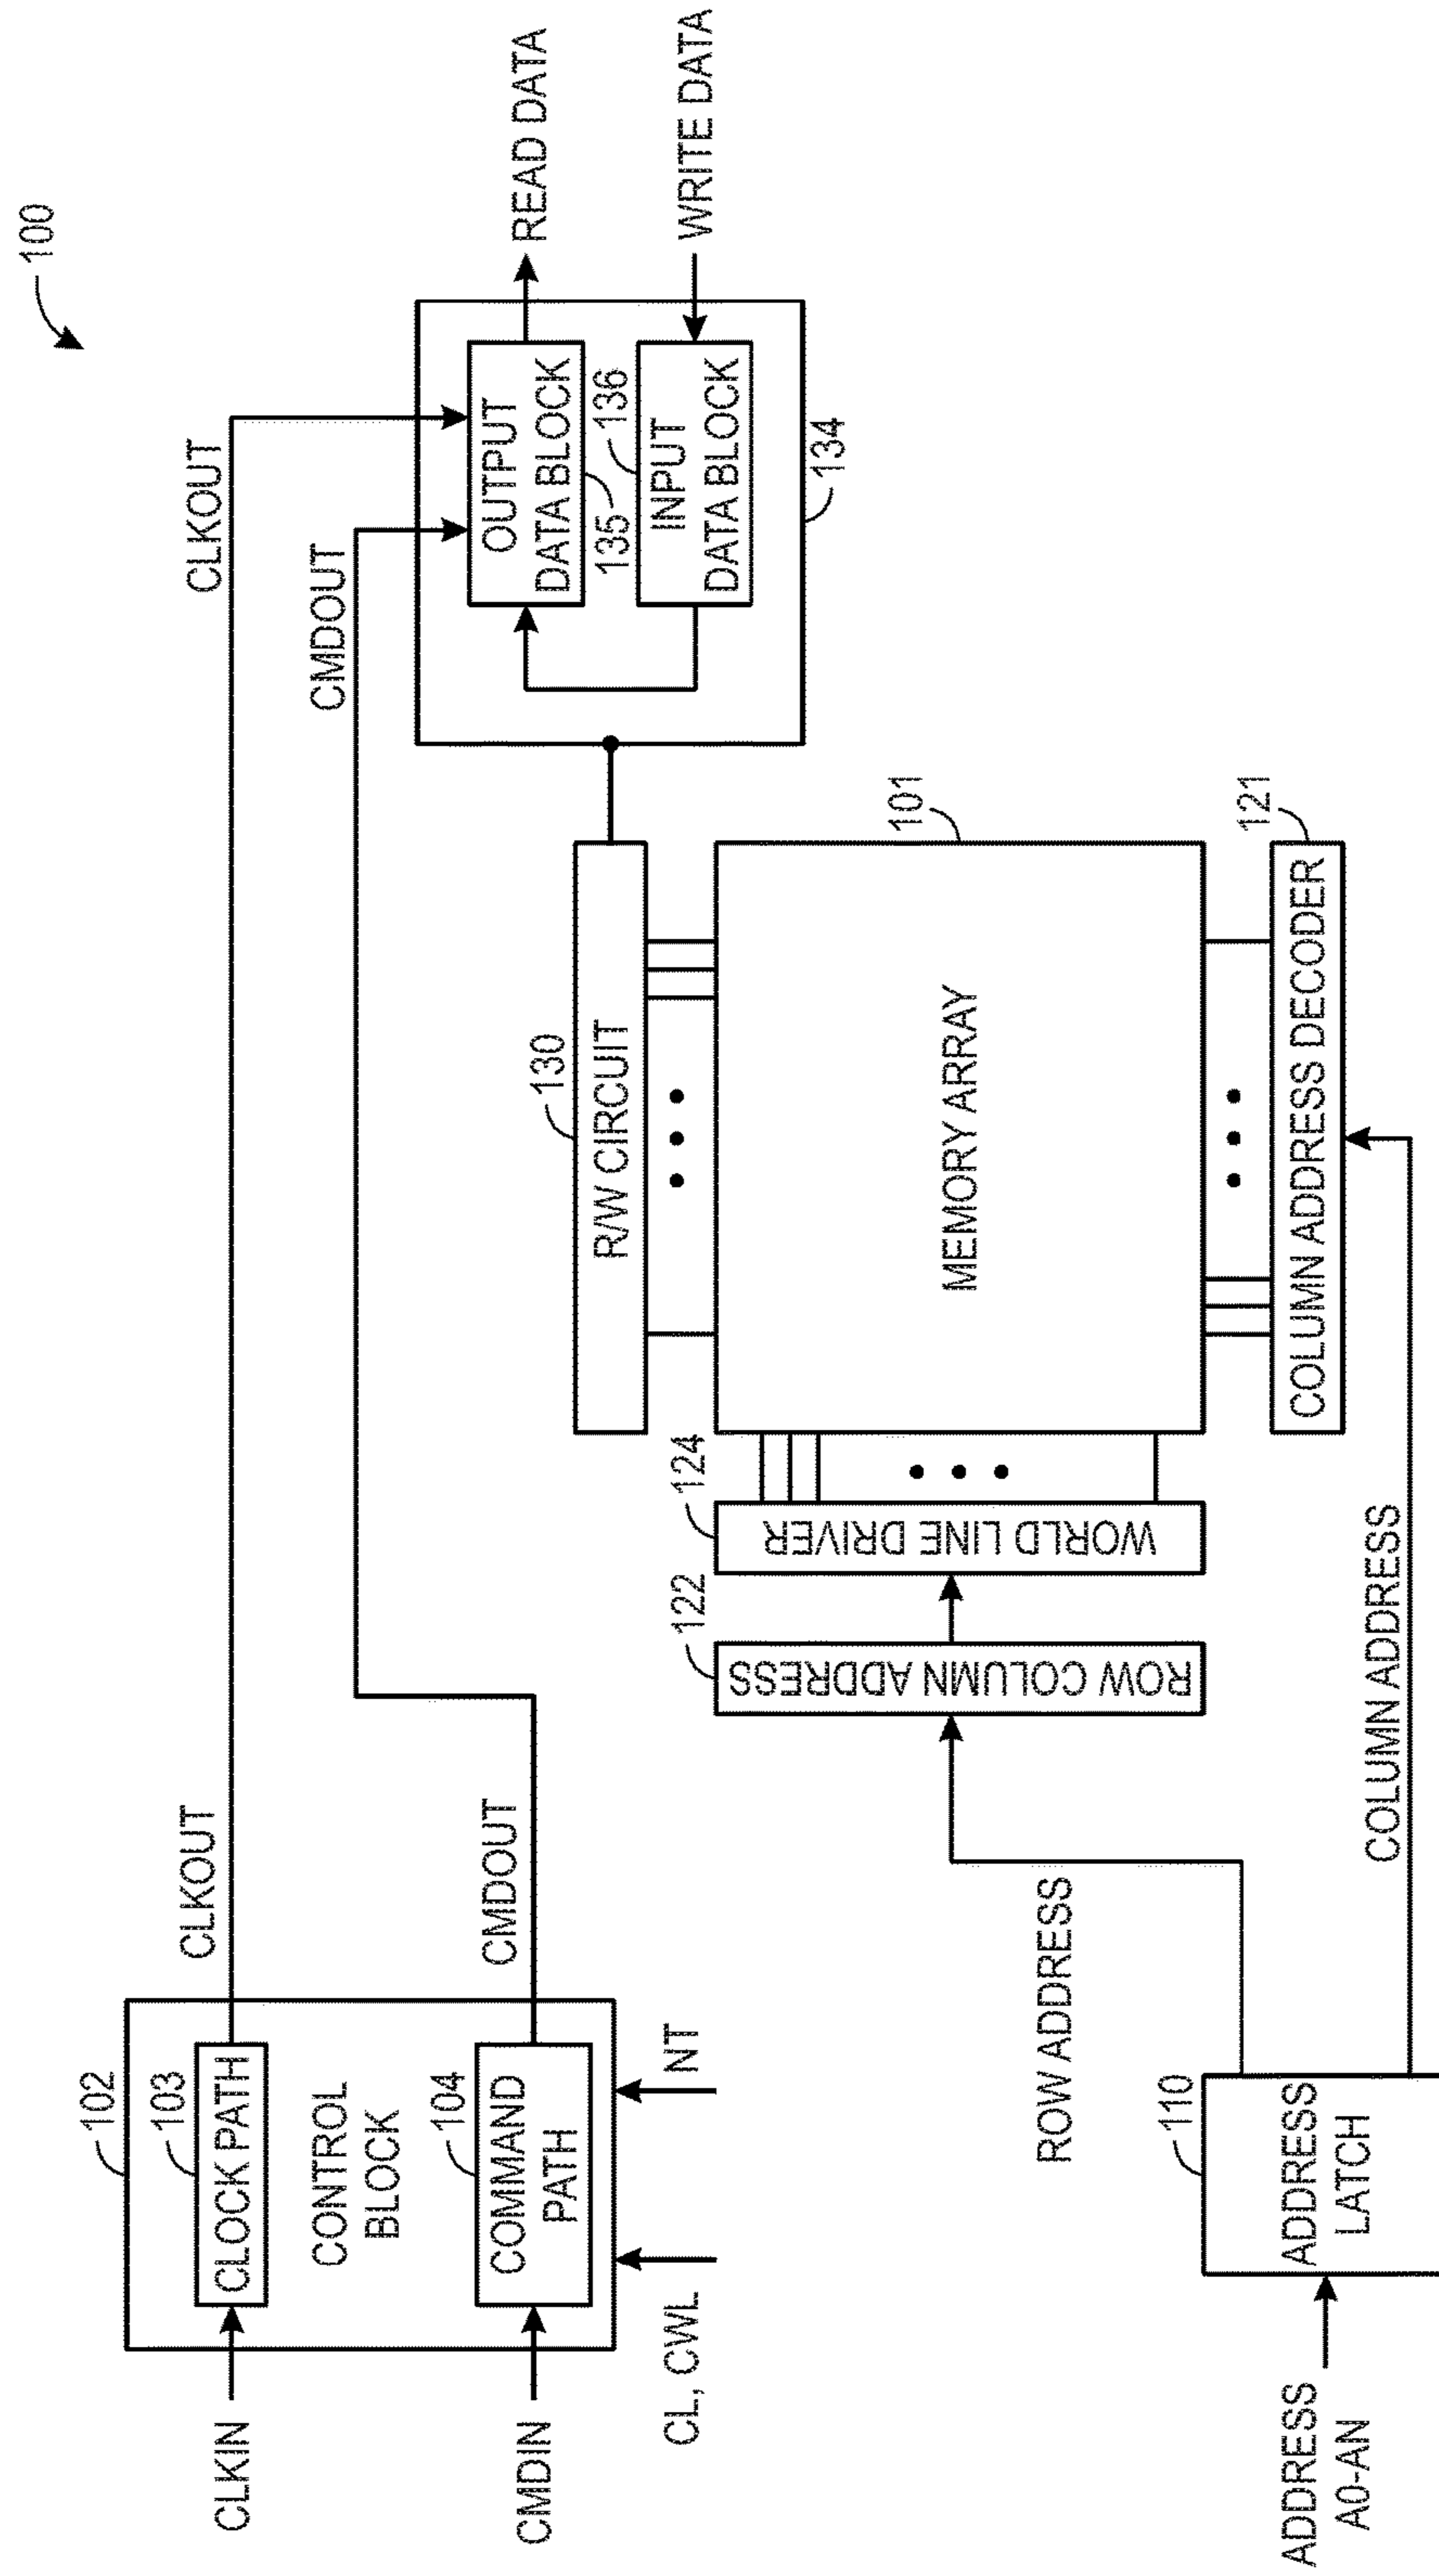 100
CLKOUT
CLKOUT
CMDOUT
CMDOUT
102
103
CLOCK PATH
CONTROL
BLOCK
104
COMMAND
PATH
CLKIN
CMDIN
CL, CWL
NT
OUTPUT
DATA BLOCK
135
136
INPUT
DATA BLOCK
134
READ DATA
WRITE DATA
130
R/W CIRCUIT
101
MEMORY ARRAY
124
WORLD LINE DRIVER
122
ROW COLUMN ADDRESS
121
COLUMN ADDRESS DECODER
ROW ADDRESS
COLUMN ADDRESS
110
ADDRESS
LATCH
ADDRESS
A0-AN